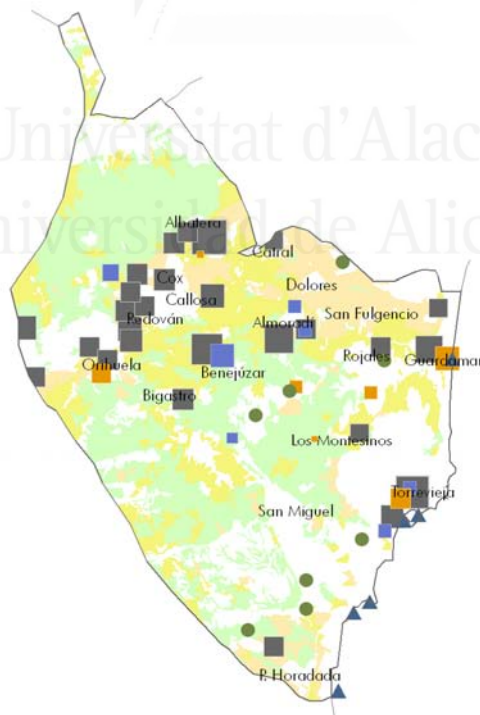 Universitat d'Alac
Universidad de Alic
Albatera
Catral
Cox
Dolores
Callosa
Redován
Almoradí
San Fulgencio
Orihuela
Benejúzar
Rojales
Guardamar
Bigastro
Los Montesinos
Torrevieja
San Miguel
P. Horadada